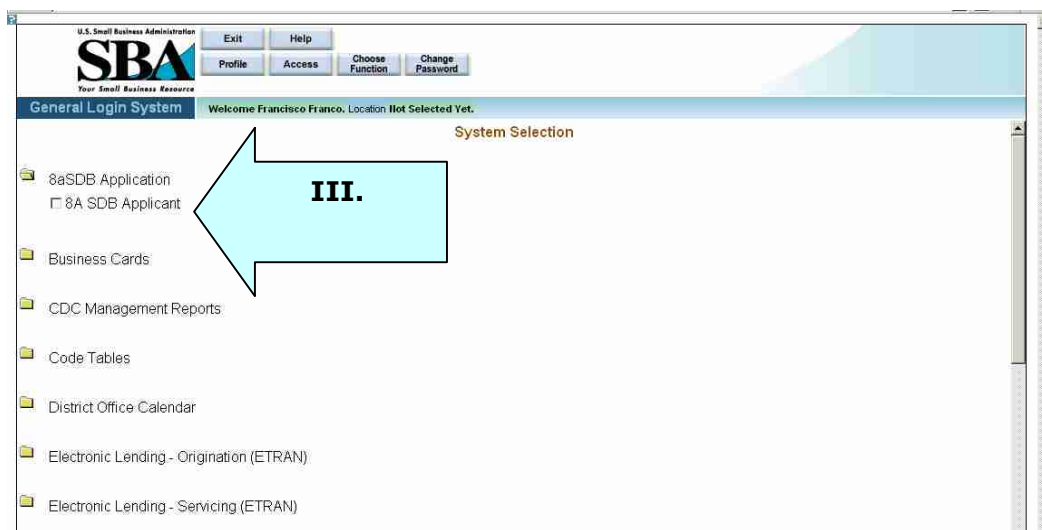 U.S. Small Business Administration
SBA
Your Small Business Resource
Exit Help
Profile Access Choose Function Change Password
General Login System Welcome Francisco Franco. Location Not Selected Yet.
System Selection
8aSDB Application
8A SDB Applicant
III.
Business Cards
CDC Management Reports
Code Tables
District Office Calendar
Electronic Lending - Origination (ETRAN)
Electronic Lending - Servicing (ETRAN)